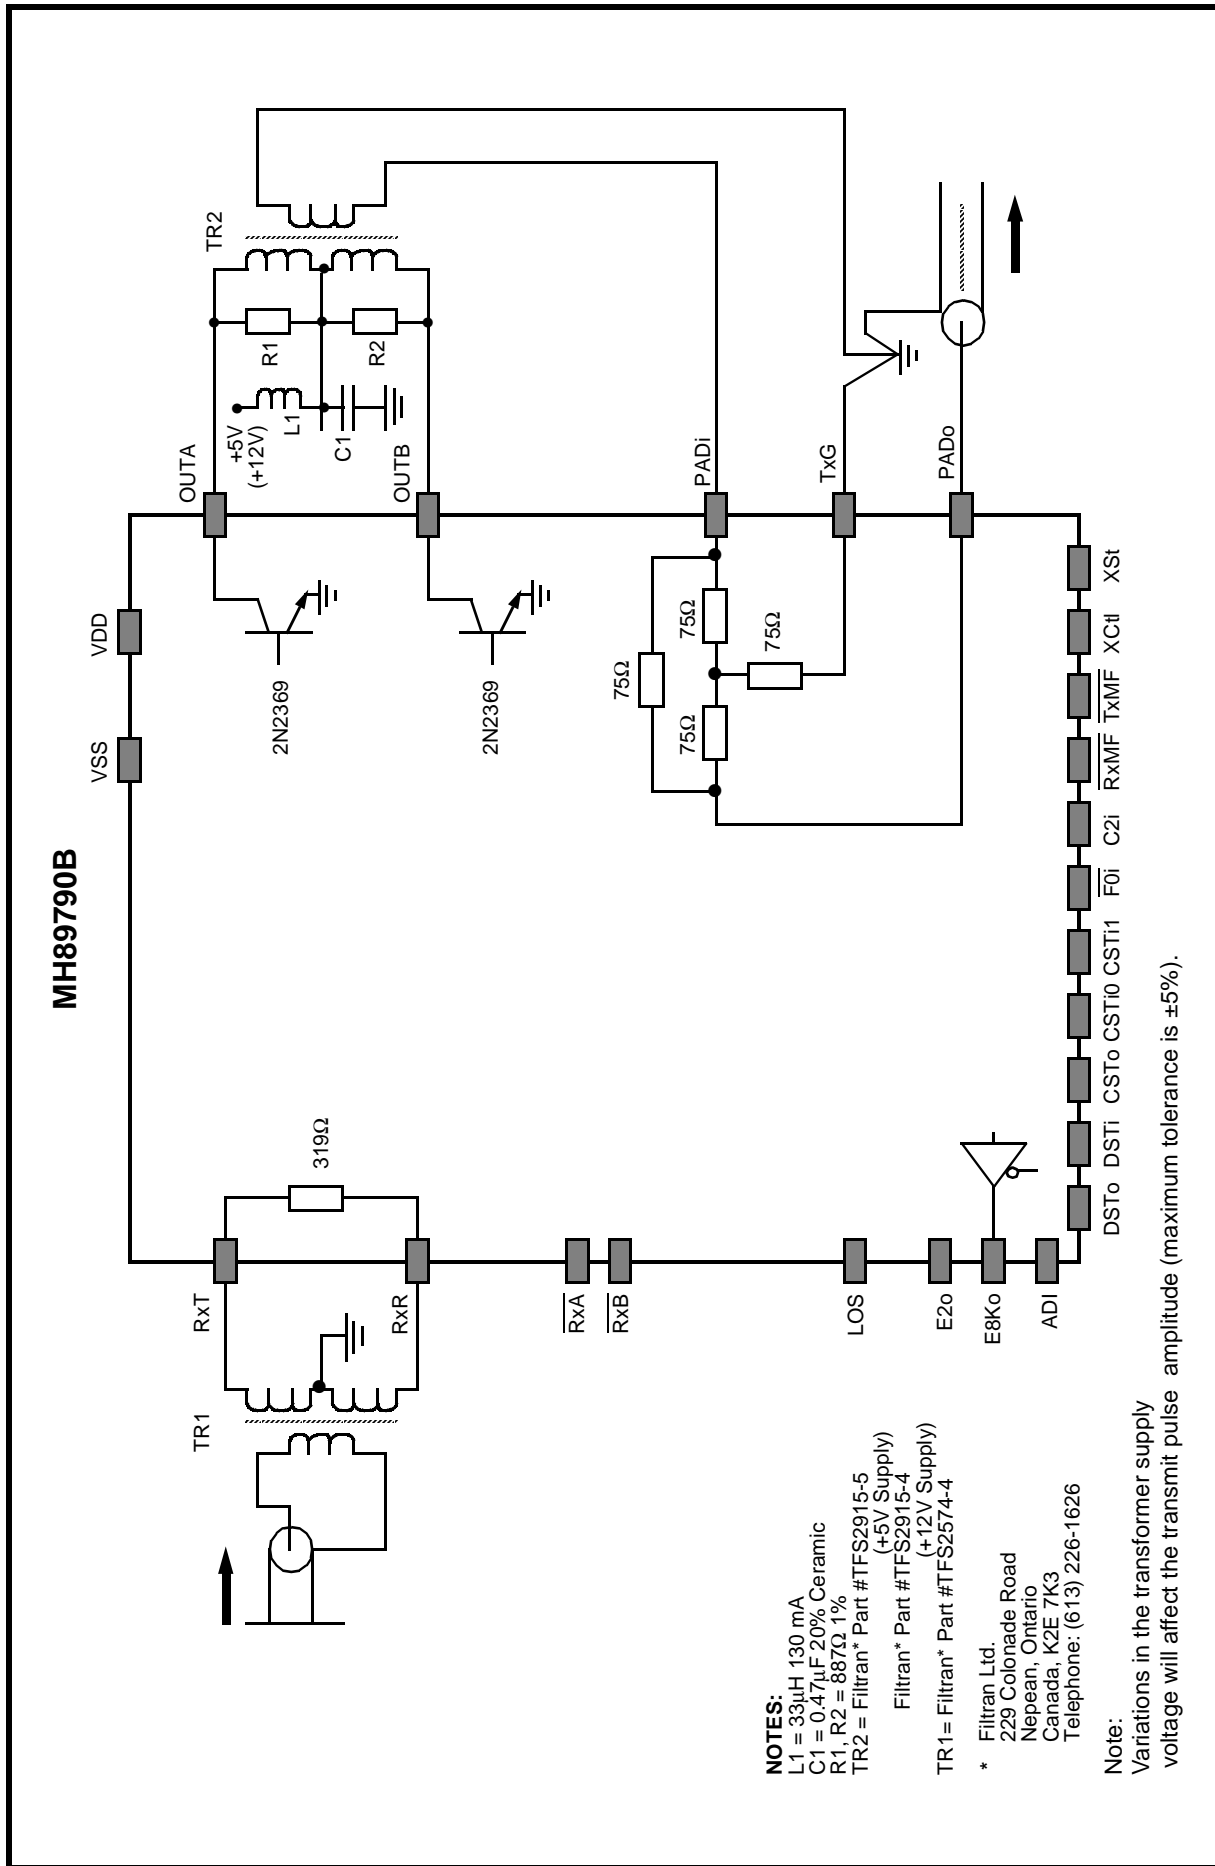 MH89790B
VSS
VDD
TR1
RxT
RxR
319Ω
2N2369
2N2369
OUTA
OUTB
+5V
(+12V)
L1
C1
R1
R2
TR2
RxA
RxB
75Ω
75Ω
75Ω
75Ω
PADi
TxG
PADo
LOS
E2o
E8Ko
ADI
DSTo
DSTi
CSTo
CSTi0
CSTi1
F0i
C2i
RxMF
TxMF
XCtl
XSt
NOTES:
L1 = 33μH 130 mA
C1 = 0.47μF 20% Ceramic
R1, R2 = 887Ω 1%
TR2 = Filtran* Part #TFS2915-5
(+5V Supply)
Filtran* Part #TFS2915-4
(+12V Supply)
TR1= Filtran* Part #TFS2574-4
* Filtran Ltd.
229 Colonade Road
Nepean, Ontario
Canada, K2E 7K3
Telephone: (613) 226-1626
Note:
Variations in the transformer supply
voltage will affect the transmit pulse amplitude (maximum tolerance is ±5%).